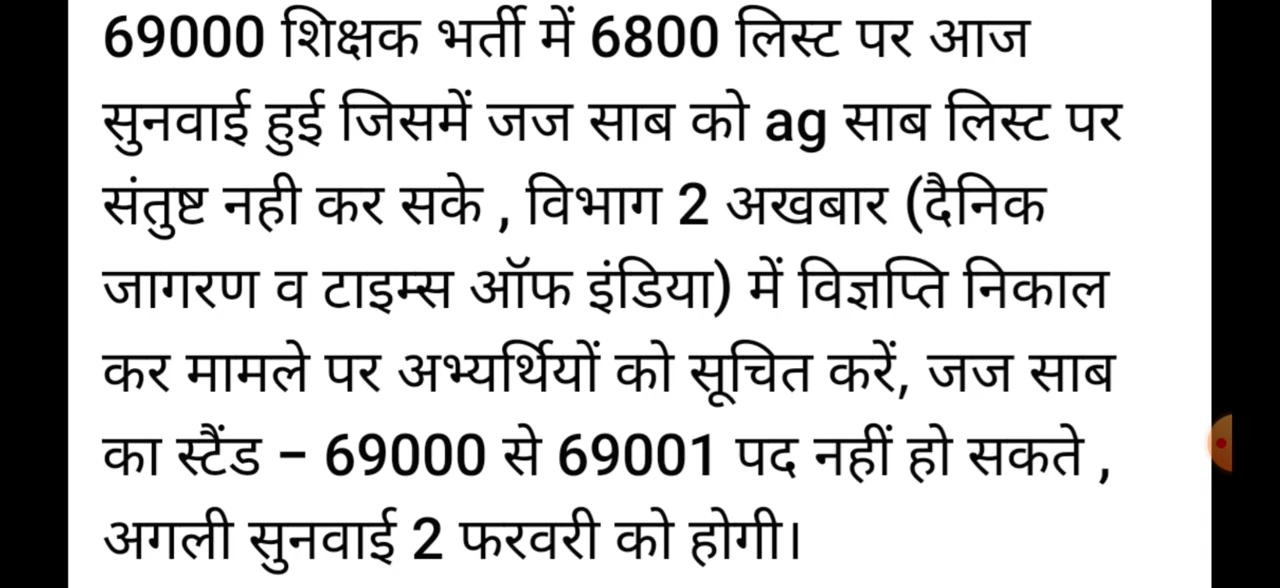 69000 शिक्षक भर्ती में 6800 लिस्ट पर आज
सुनवाई हुई जिसमें जज साब को ag साब लिस्ट पर
संतुष्ट नही कर सके , विभाग 2 अखबार (दैनिक
जागरण व टाइम्स ऑफ इंडिया) में विज्ञप्ति निकाल
कर मामले पर अभ्यर्थियों को सूचित करें, जज साब
का स्टैंड – 69000 से 69001 पद नहीं हो सकते ,
अगली सुनवाई 2 फरवरी को होगी।